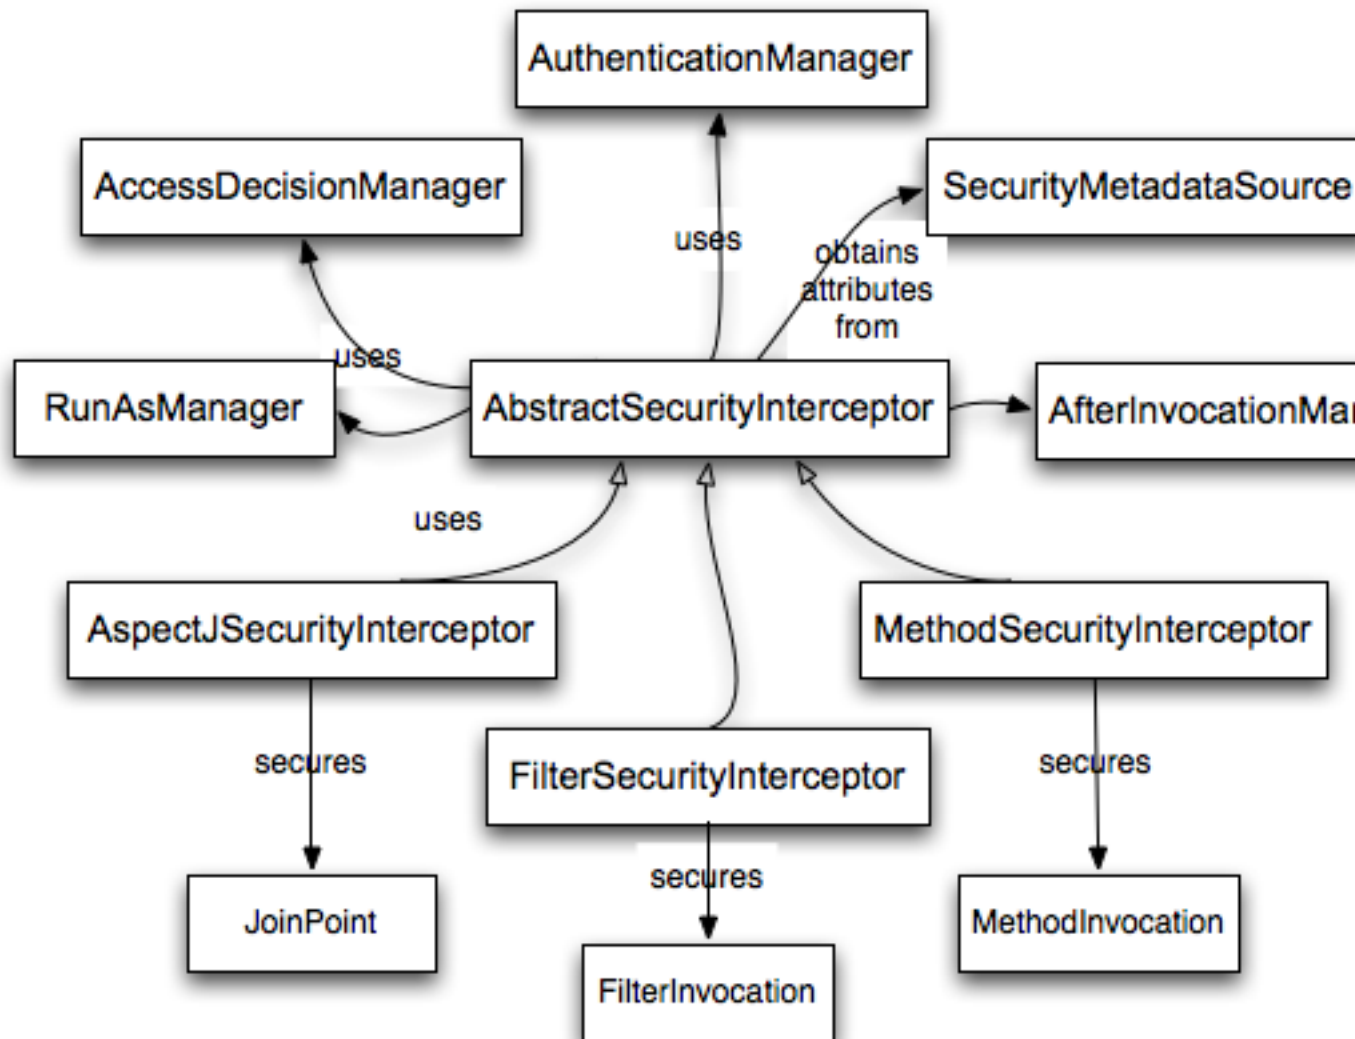 AuthenticationManager
AccessDecisionManager
SecurityMetadataSource
uses
obtains
attributes
from
uses
RunAsManager
AbstractSecurityInterceptor
AfterInvocationMan
uses
AspectJSecurityInterceptor
MethodSecurityInterceptor
secures
FilterSecurityInterceptor
secures
secures
JoinPoint
MethodInvocation
FilterInvocation